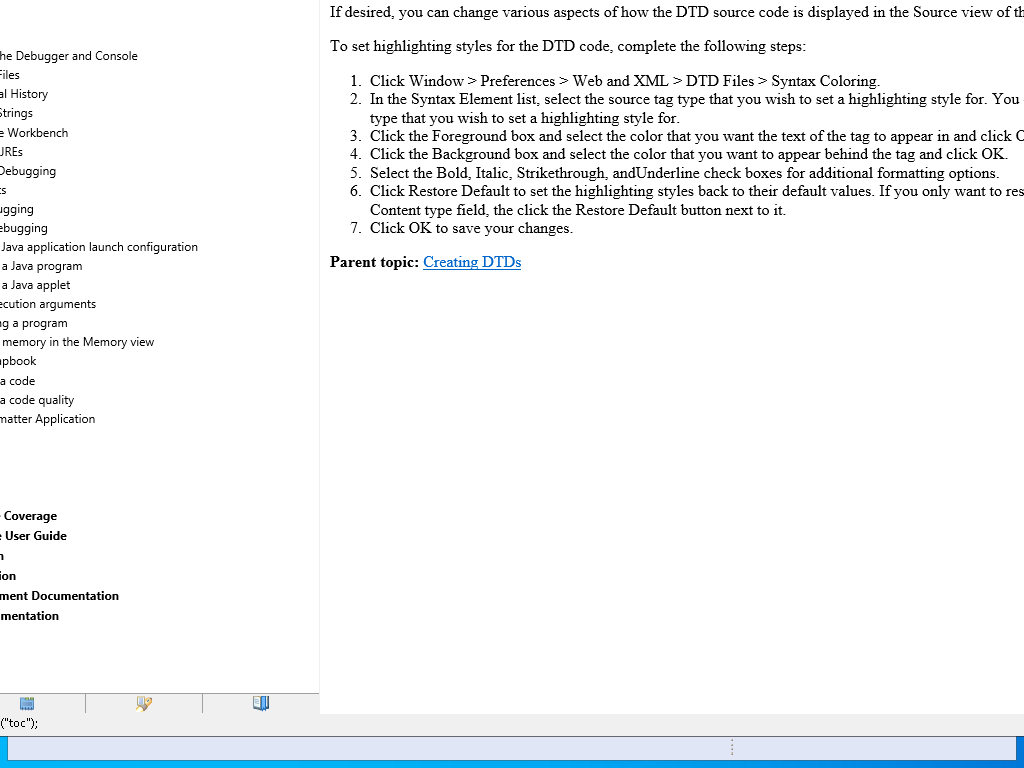 he Debugger and Console
Files
al History
Strings
e Workbench
JREs
Debugging
ts
ugging
ebugging
Java application launch configuration
a Java program
a Java applet
ecution arguments
ng a program
memory in the Memory view
apbook
a code
a code quality
matter Application
Coverage
e User Guide
n
ion
ment Documentation
mentation
("toc");
If desired, you can change various aspects of how the DTD source code is displayed in the Source view of th
To set highlighting styles for the DTD code, complete the following steps:
1. Click Window > Preferences > Web and XML > DTD Files > Syntax Coloring.
2. In the Syntax Element list, select the source tag type that you wish to set a highlighting style for. You
type that you wish to set a highlighting style for.
3. Click the Foreground box and select the color that you want the text of the tag to appear in and click O
4. Click the Background box and select the color that you want to appear behind the tag and click OK.
5. Select the Bold, Italic, Strikethrough, andUnderline check boxes for additional formatting options.
6. Click Restore Default to set the highlighting styles back to their default values. If you only want to res
Content type field, the click the Restore Default button next to it.
7. Click OK to save your changes.
Parent topic: Creating DTDs